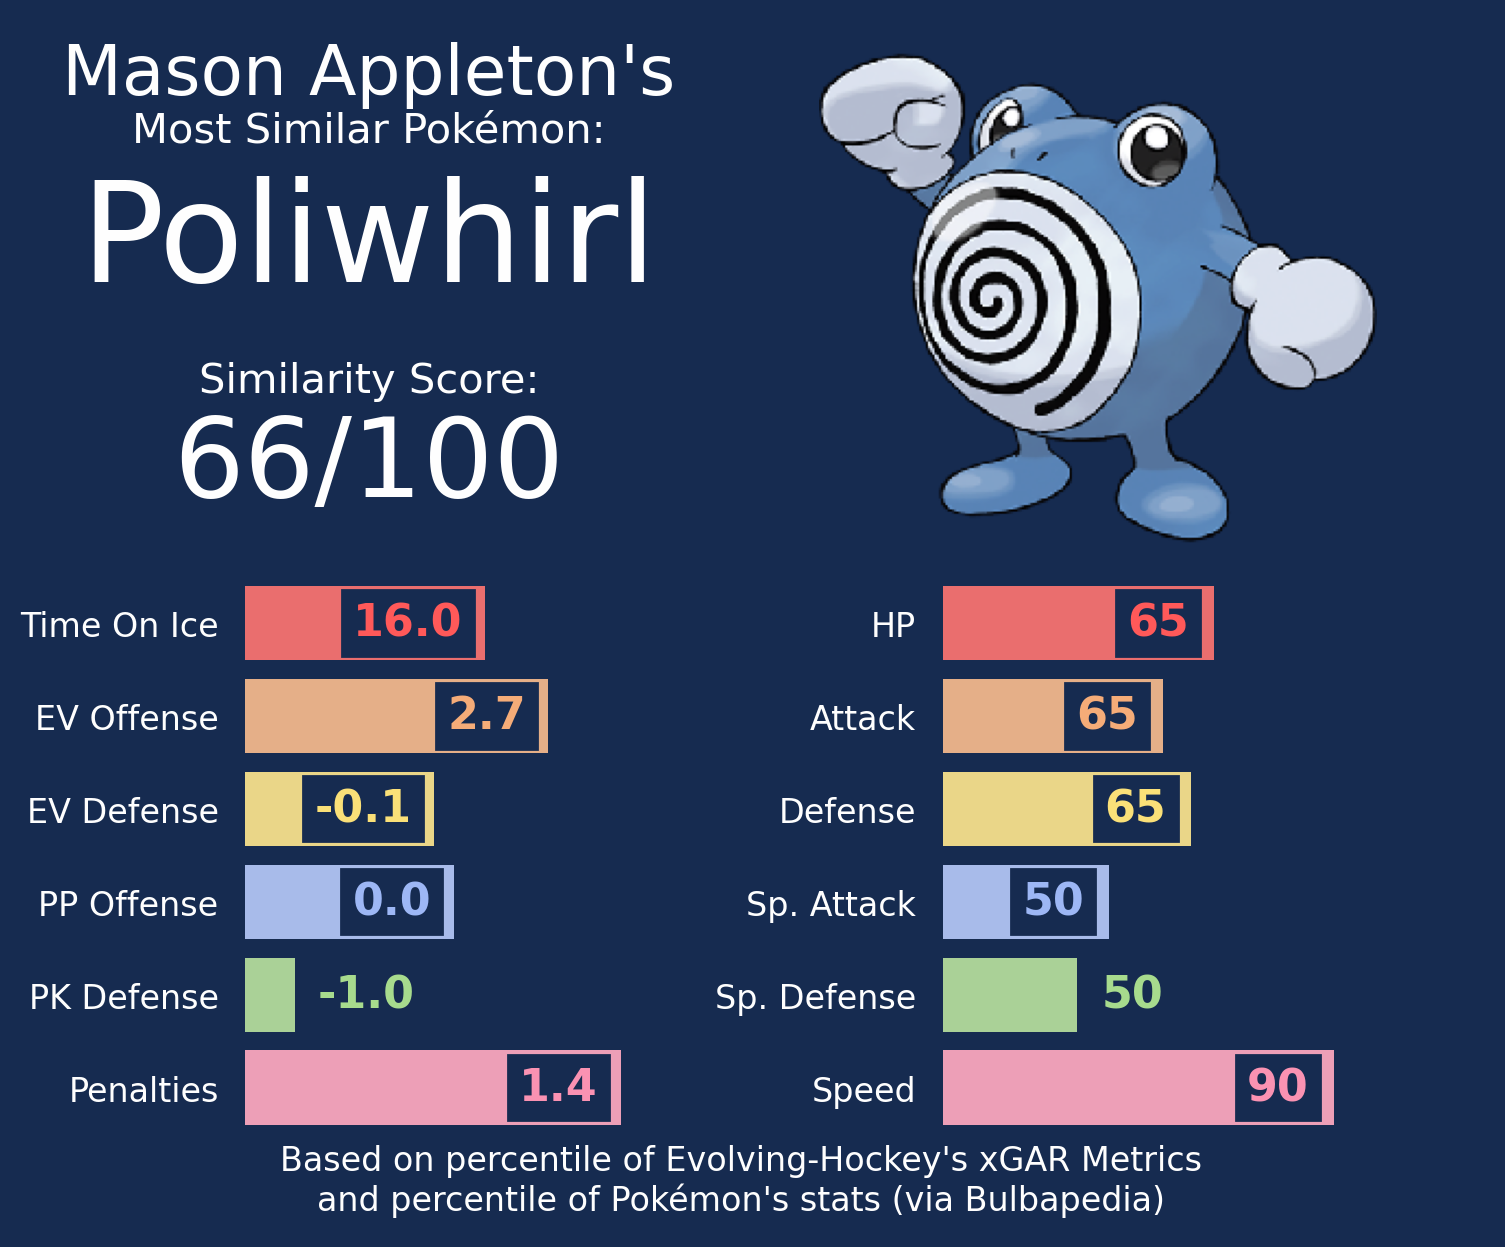 Mason Appleton's
Most Similar Pokémon:
Poliwhirl
Similarity Score:
66/100
Time On Ice 16.0
EV Offense 2.7
EV Defense -0.1
PP Offense 0.0
PK Defense -1.0
Penalties 1.4
HP 65
Attack 65
Defense 65
Sp. Attack 50
Sp. Defense 50
Speed 90
Based on percentile of Evolving-Hockey's xGAR Metrics
and percentile of Pokémon's stats (via Bulbapedia)